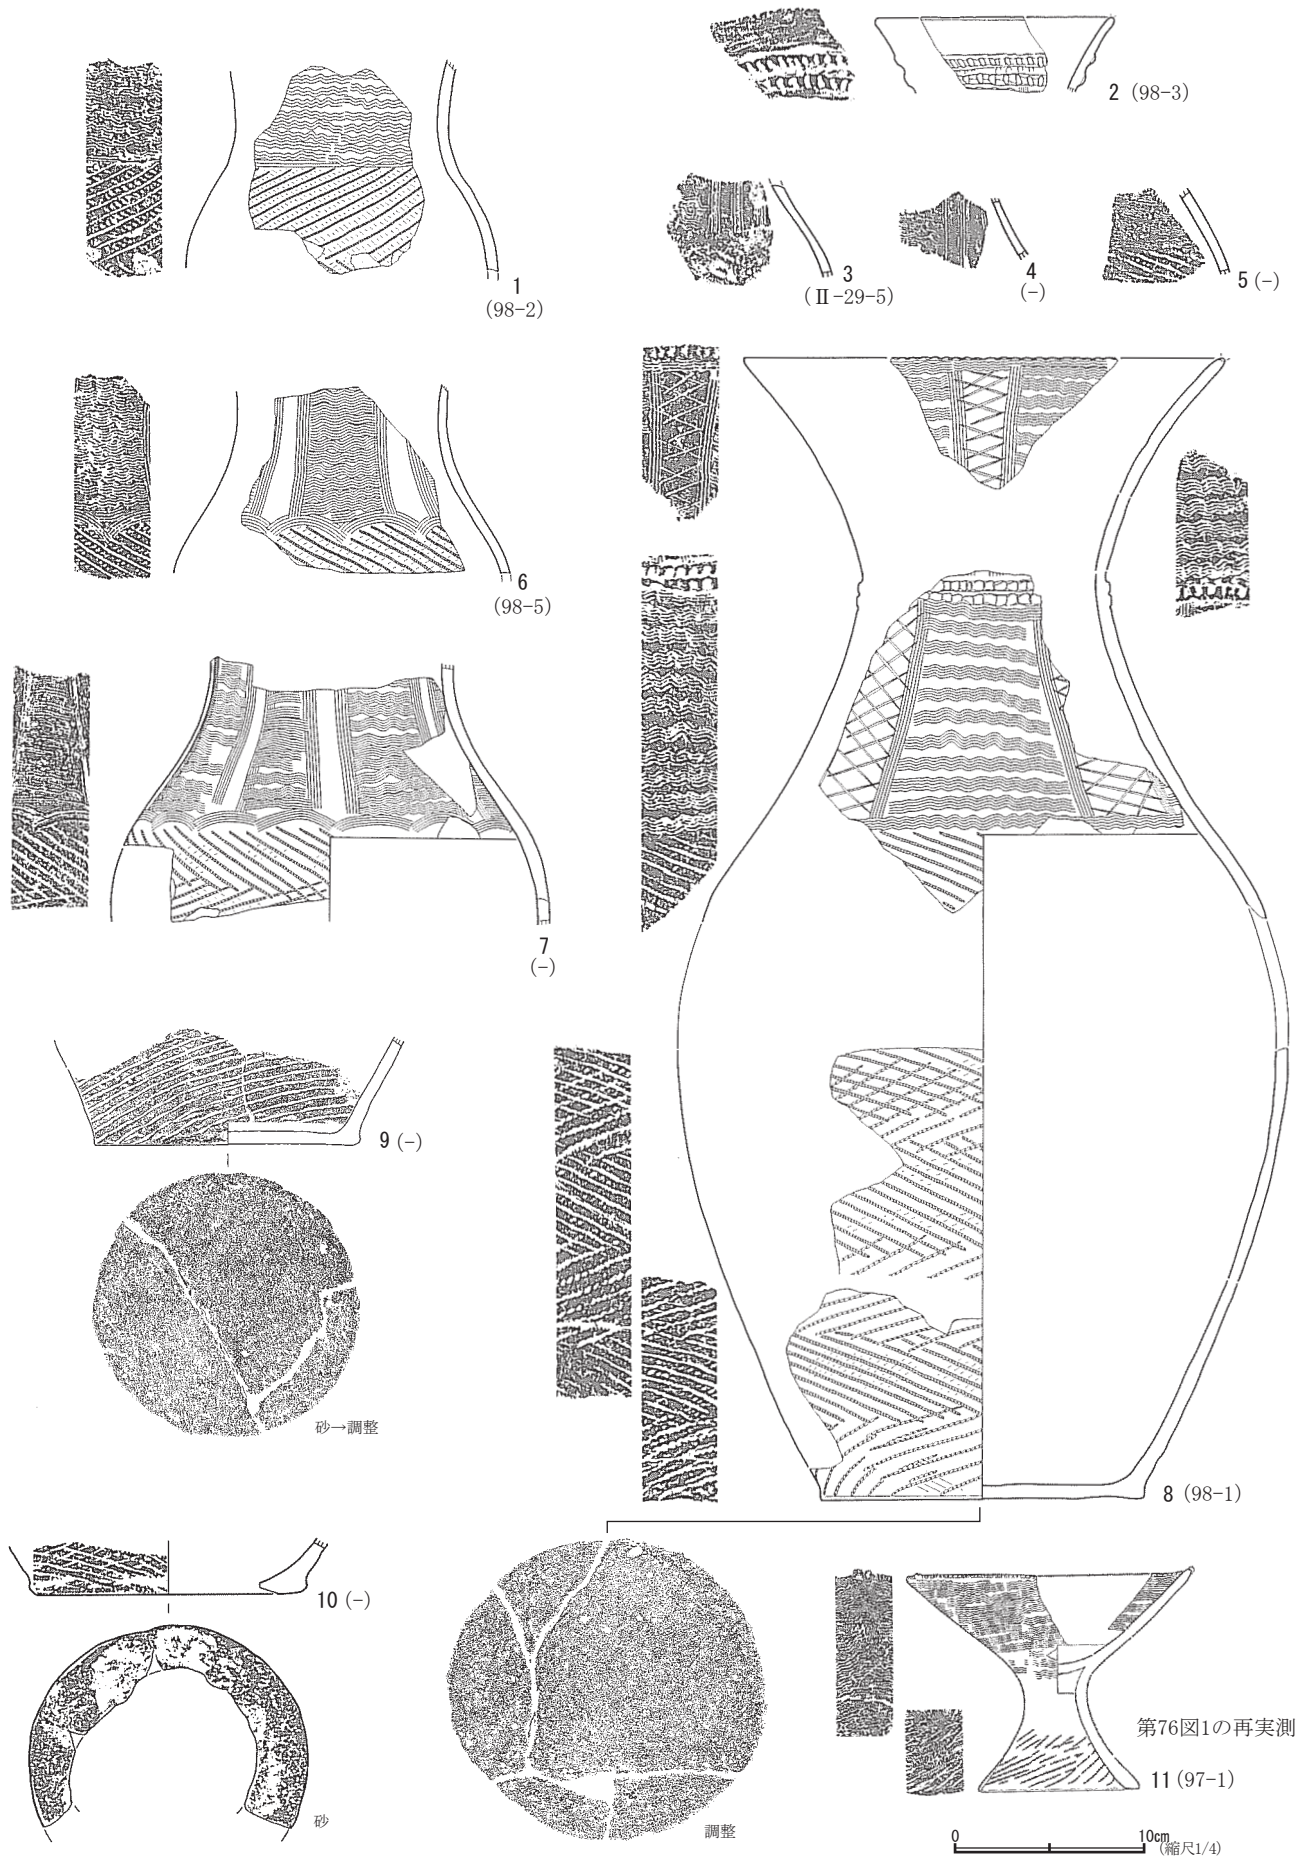 2 (98-3)
1
(98-2)
3
(Ⅱ-29-5)
4
(-)
5 (-)
6
(98-5)
7
(-)
9 (-)
砂→調整
8 (98-1)
10 (-)
砂
調整
第76図1の再実測
11 (97-1)
0 10cm
(縮尺1/4)